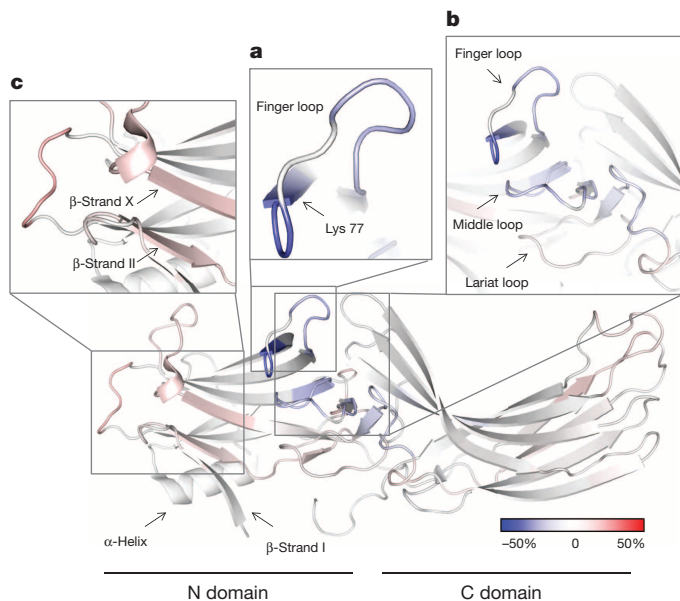 c
β-Strand X
β-Strand II
a
Finger loop
Lys 77
b
Finger loop
Middle loop
Lariat loop
α-Helix
β-Strand I
–50%
0
50%
N domain
C domain